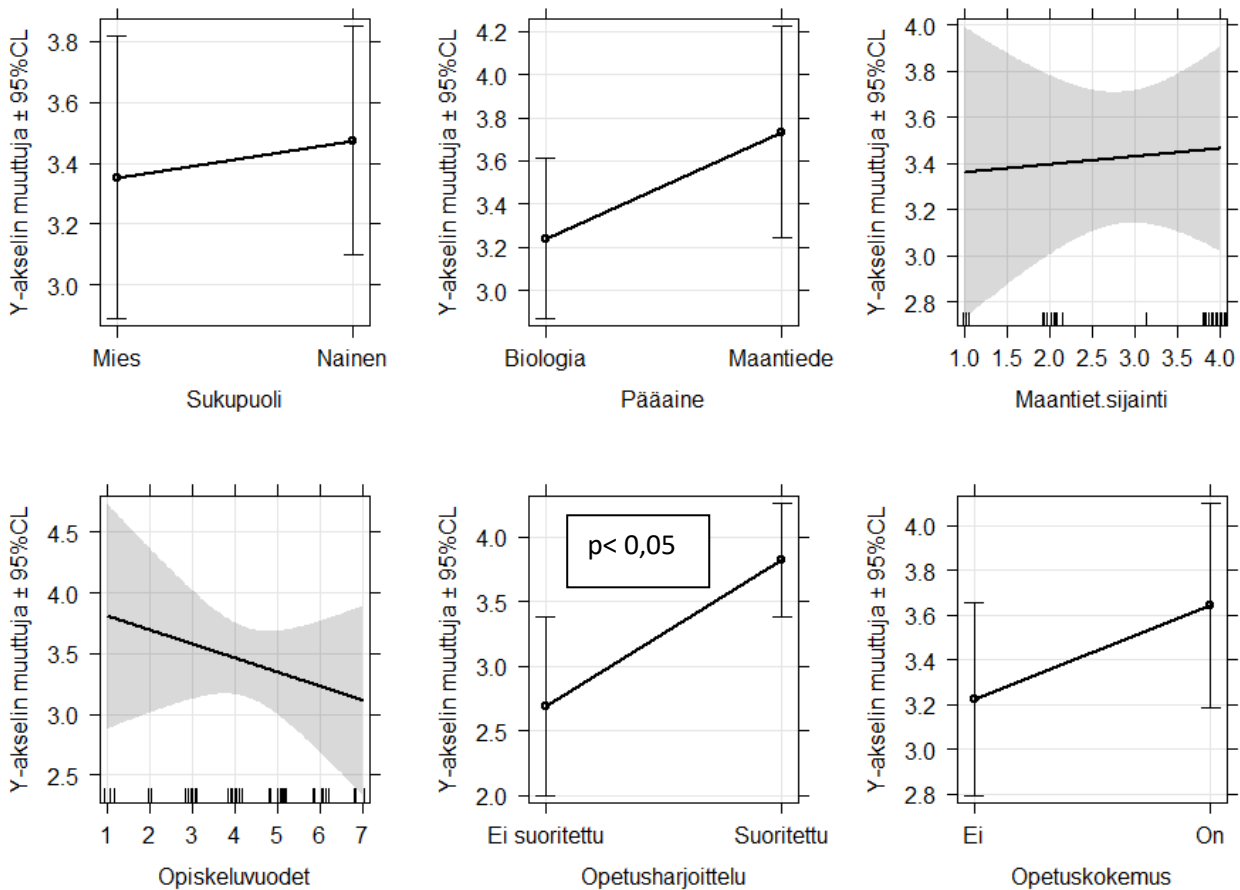 Y-akselin muuttuja ± 95%CL
3.8
3.6
3.4
3.2
3.0
Mies Nainen
Sukupuoli
Y-akselin muuttuja ± 95%CL
4.2
4.0
3.8
3.6
3.4
3.2
3.0
Biologia Maantiede
Pääaine
Y-akselin muuttuja ± 95%CL
4.0
3.8
3.6
3.4
3.2
3.0
2.8
1.0 1.5 2.0 2.5 3.0 3.5 4.0
Maantiet.sijainti
Y-akselin muuttuja ± 95%CL
4.5
4.0
3.5
3.0
2.5
1 2 3 4 5 6 7
Opiskeluvuodet
Y-akselin muuttuja ± 95%CL
4.0
3.5
3.0
2.5
2.0
p< 0,05
Ei suoritettu Suoritettu
Opetusharjoittelu
Y-akselin muuttuja ± 95%CL
4.0
3.8
3.6
3.4
3.2
3.0
2.8
Ei On
Opetuskokemus